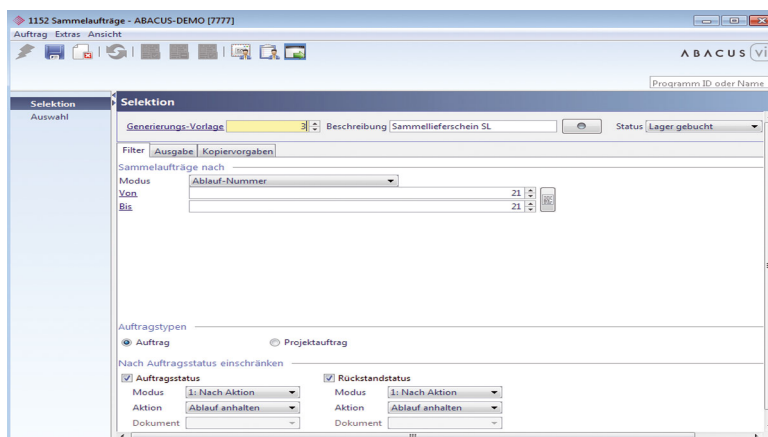 1152 Sammelaufträge - ABACUS-DEMO [7777]
Auftrag Extras Ansicht
ABACUS vi
Programm ID oder Name
Selektion
Auswahl
Selektion
Generierungs-Vorlage 3 Beschreibung Sammellieferschein SL Status Lager gebucht
Filter Ausgabe Kopiervorgaben
Sammelaufträge nach
Modus Ablauf-Nummer
Von 21
Bis 21
Auftragstypen
Auftrag Projektauftrag
Nach Auftragsstatus einschränken
Auftragsstatus Rückstandstatus
Modus 1: Nach Aktion Modus 1: Nach Aktion
Aktion Ablauf anhalten Aktion Ablauf anhalten
Dokument Dokument